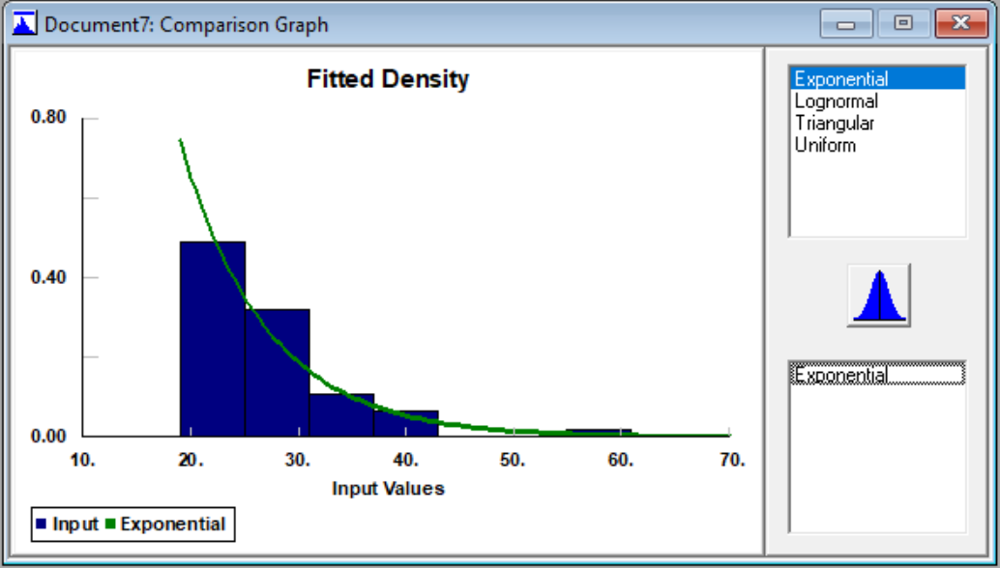 Document7: Comparison Graph
Fitted Density
0.80
0.40
0.00
10. 20. 30. 40. 50. 60. 70.
Input Values
Input Exponential
Exponential
Lognormal
Triangular
Uniform
Exponential